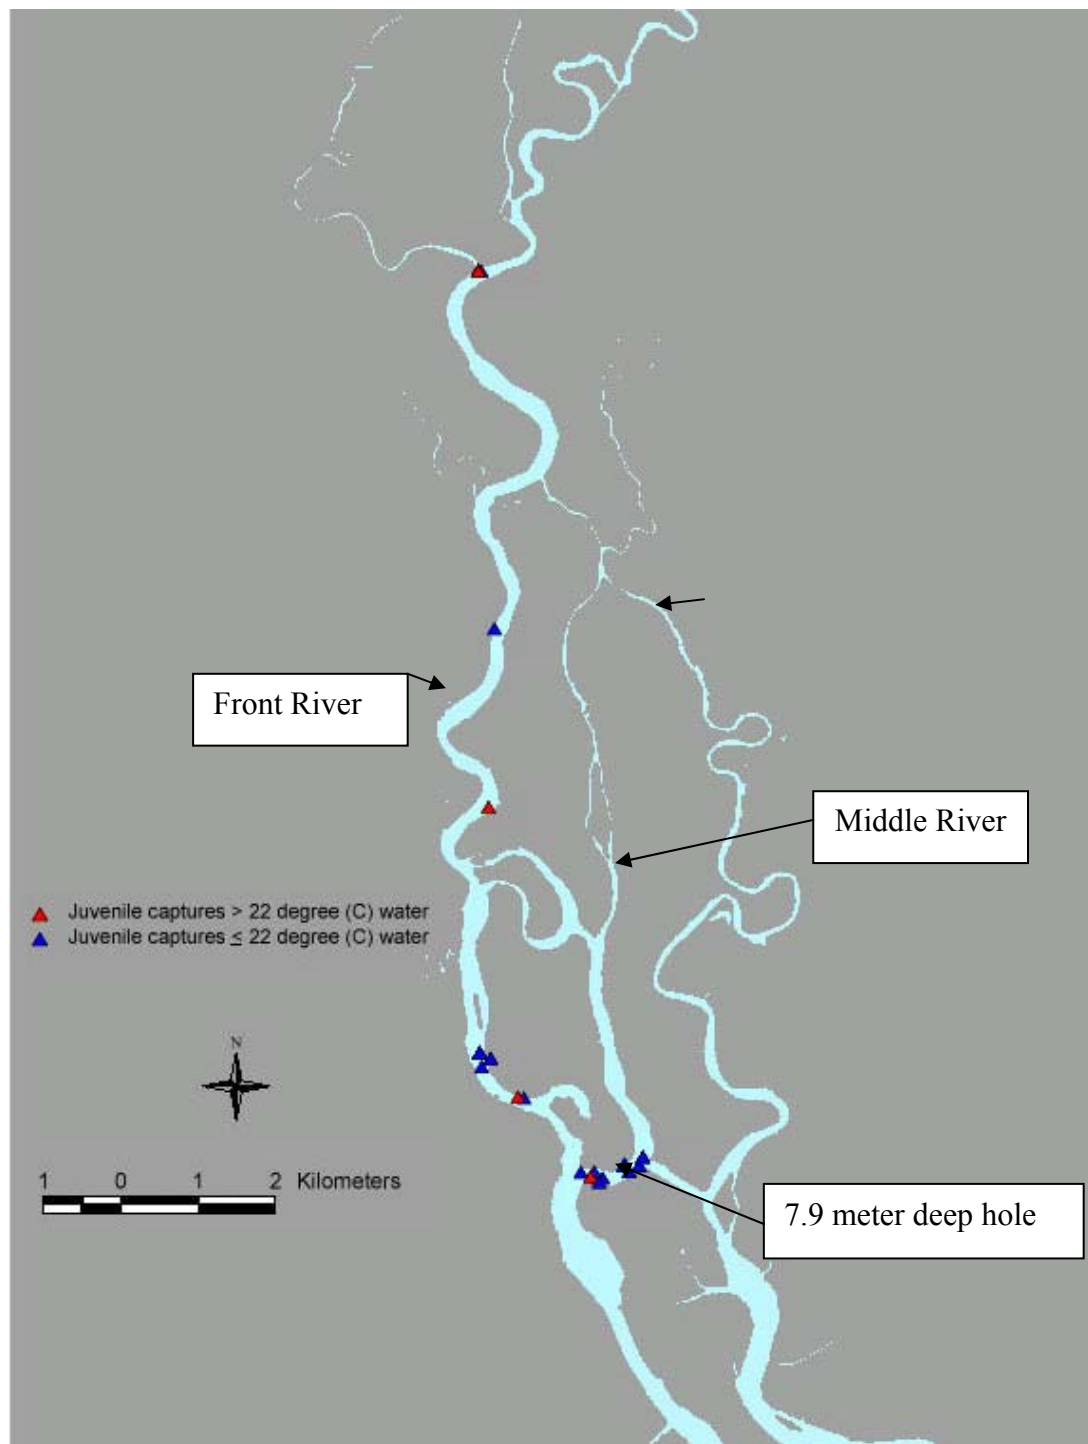 Front River
Middle River
Juvenile captures > 22 degree (C) water
Juvenile captures ≤ 22 degree (C) water
N
1 0 1 2 Kilometers
7.9 meter deep hole